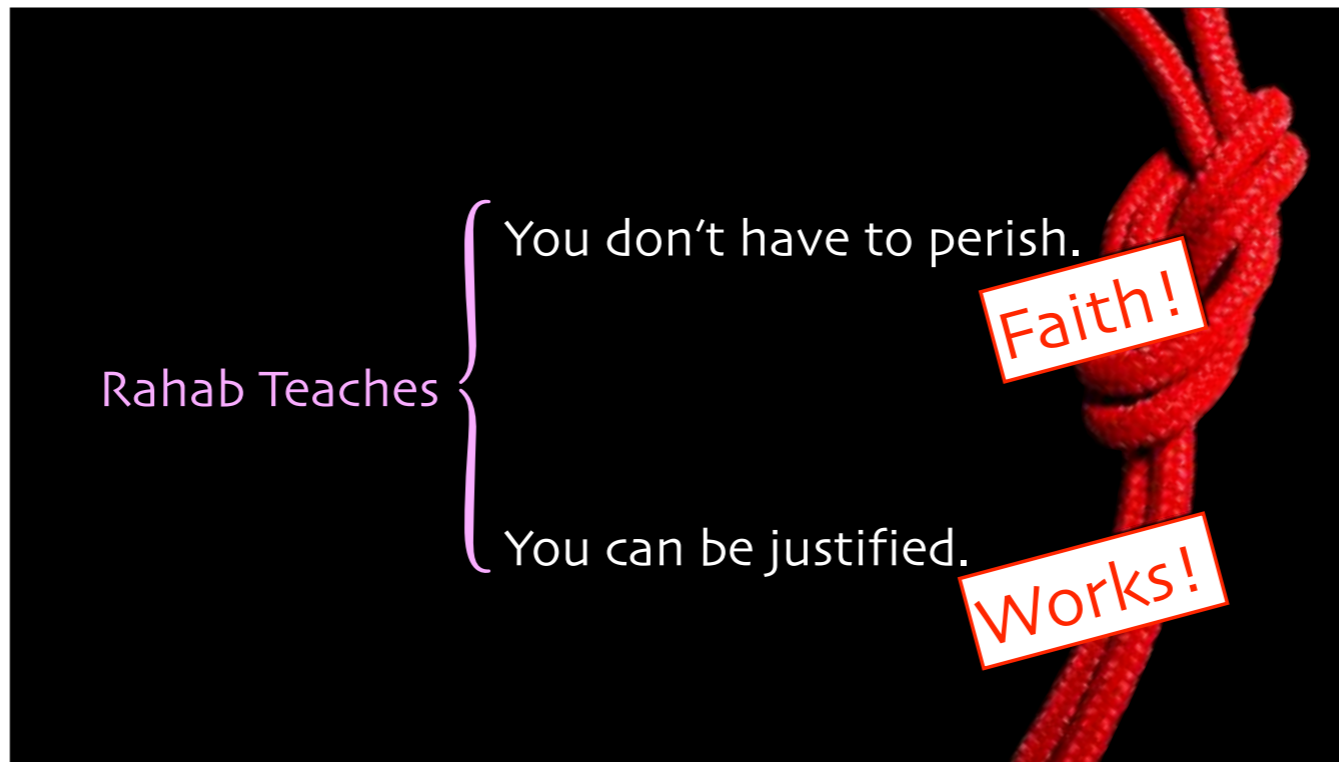 You don't have to perish.
Faith!
Rahab Teaches
You can be justified.
Works!